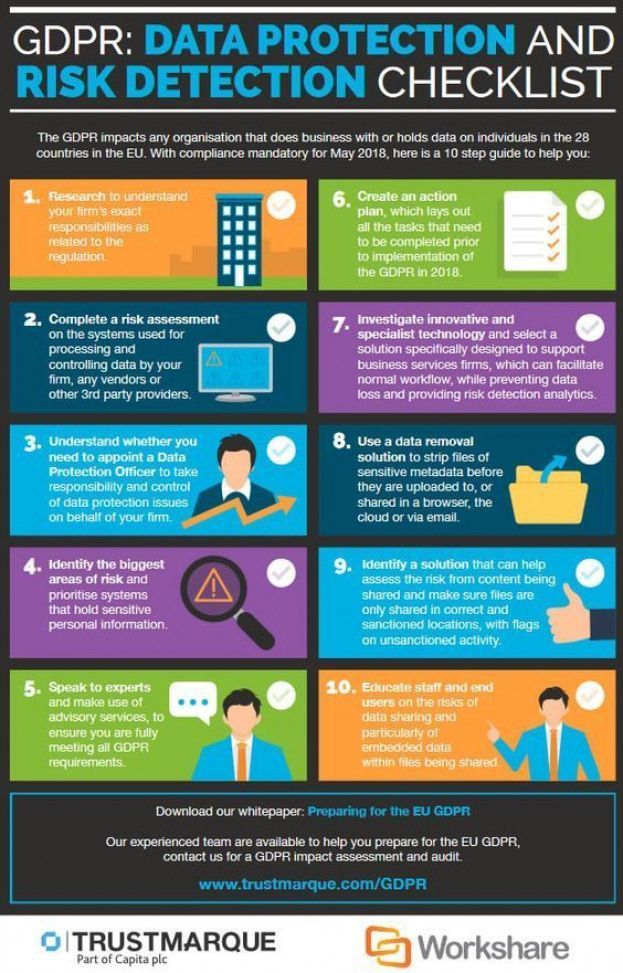 GDPR: DATA PROTECTION AND
RISK DETECTION CHECKLIST
The GDPR impacts any organisation that does business with or holds data on individuals in the 28
countries in the EU. With compliance mandatory for May 2018, here is a 10 step guide to help you:
1. Research to understand
your firm's exact
responsibilities as
related to the
regulation.
2. Complete a risk assessment
on the systems used for
processing and
controlling data by your
firm, any vendors or
other 3rd party providers.
3. Understand whether you
need to appoint a Data
Protection Officer to take
responsibility and control
of data protection issues
on behalf of your firm.
4. Identify the biggest
areas of risk and
prioritise systems
that hold sensitive
personal information.
5. Speak to experts
and make use of
advisory services, to
ensure you are fully
meeting all GDPR
requirements.
6. Create an action
plan, which lays out
all the tasks that need
to be completed prior
to implementation of
the GDPR in 2018.
7. Investigate innovative and
specialist technology and select a
solution specifically designed to support
business services firms, which can facilitate
normal workflow, while preventing data
loss and providing risk detection analytics.
8. Use a data removal
solution to strip files of
sensitive metadata before
they are uploaded to, or
shared in a browser, the
cloud or via email.
9. Identify a solution that can help
assess the risk from content being
shared and make sure files are
only shared in correct and
sanctioned locations, with flags
on unsanctioned activity.
10. Educate staff and end
users on the risks of
data sharing and
particularly of
embedded data
within files being shared.
Download our whitepaper: Preparing for the EU GDPR
Our experienced team are available to help you prepare for the EU GDPR,
contact us for a GDPR impact assessment and audit.
www.trustmarque.com/GDPR
TRUSTMARQUE
Part of Capita plc
Workshare